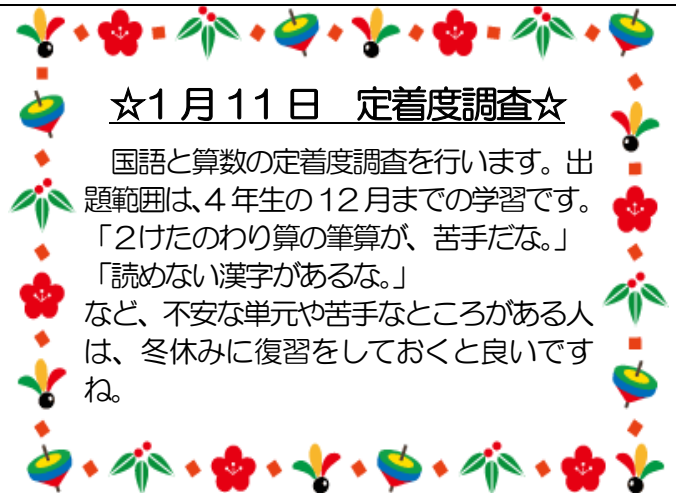 ☆1月11日　定着度調査☆
　国語と算数の定着度調査を行います。出
題範囲は、4年生の12月までの学習です。
「2けたのわり算の筆算が、苦手だな。」
「読めない漢字があるな。」
など、不安な単元や苦手なところがある人
は、冬休みに復習をしておくと良いです
ね。